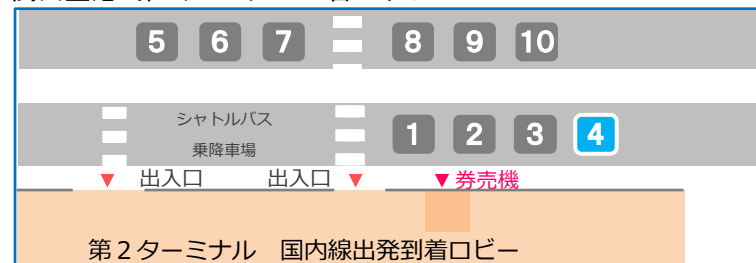 5 6 7 8 9 10
シャトルバス
乗降車場
1 2 3 4
出入口 出入口 券売機
第2ターミナル 国内線出発到着ロビー